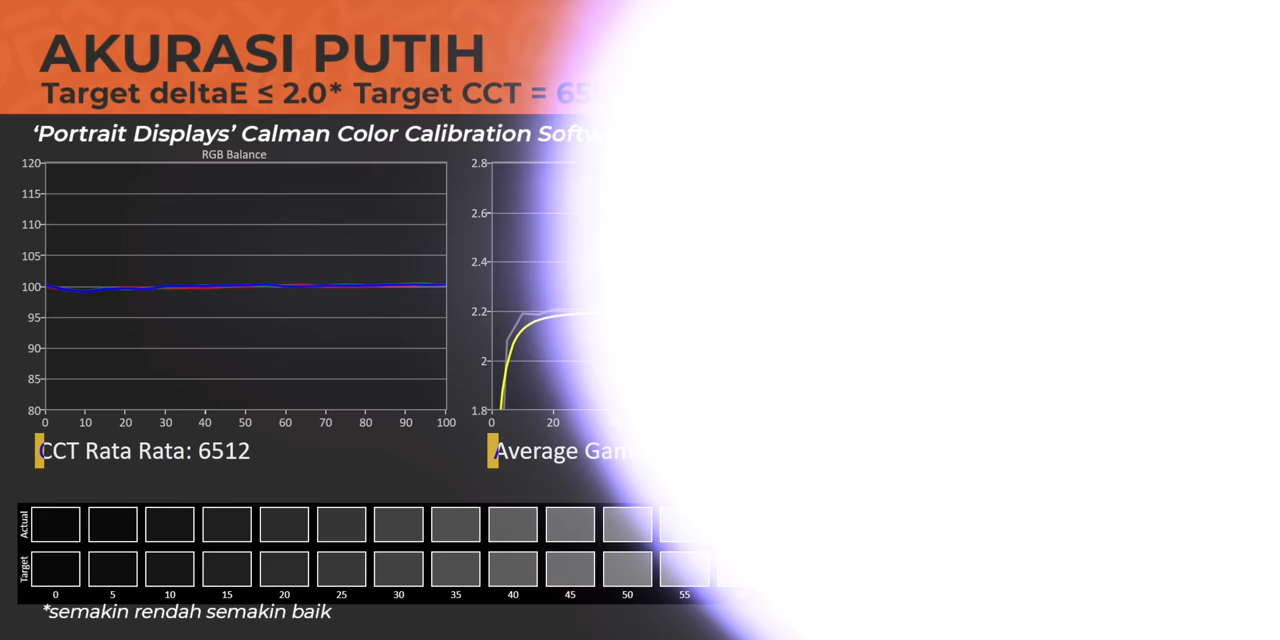 AKURASI PUTIH
Target deltaE ≤ 2.0* Target CCT = 65
‘Portrait Displays’ Calman Color Calibration
RGB Balance
120
115
110
105
100
95
90
85
80
0 10 20 30 40 50 60 70 80 90 100
2.8
2.6
2.4
2.2
2
1.8
0 20
CCT Rata Rata: 6512
Average
Actual
Target
0 5 10 15 20 25 30 35 40 45 50 55
*semakin rendah semakin baik